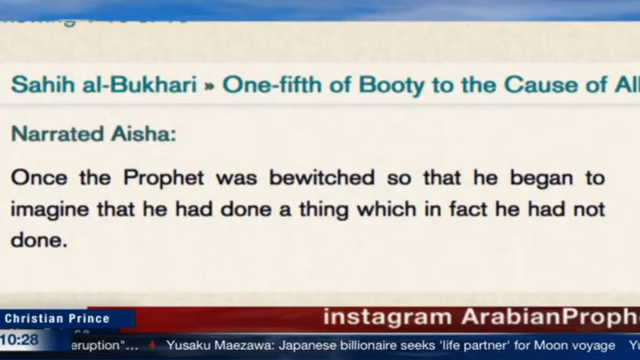 Sahih al-Bukhari » One-fifth of Booty to the Cause of
Narrated Aisha:
Once the Prophet was bewitched so that he began to
imagine that he had done a thing which in fact he had not
done.
Christian Prince
instagram ArabianProphe
10:28
eruption"... Yusaku Maezawa: Japanese billionaire seeks 'life partner' for Moon voyage